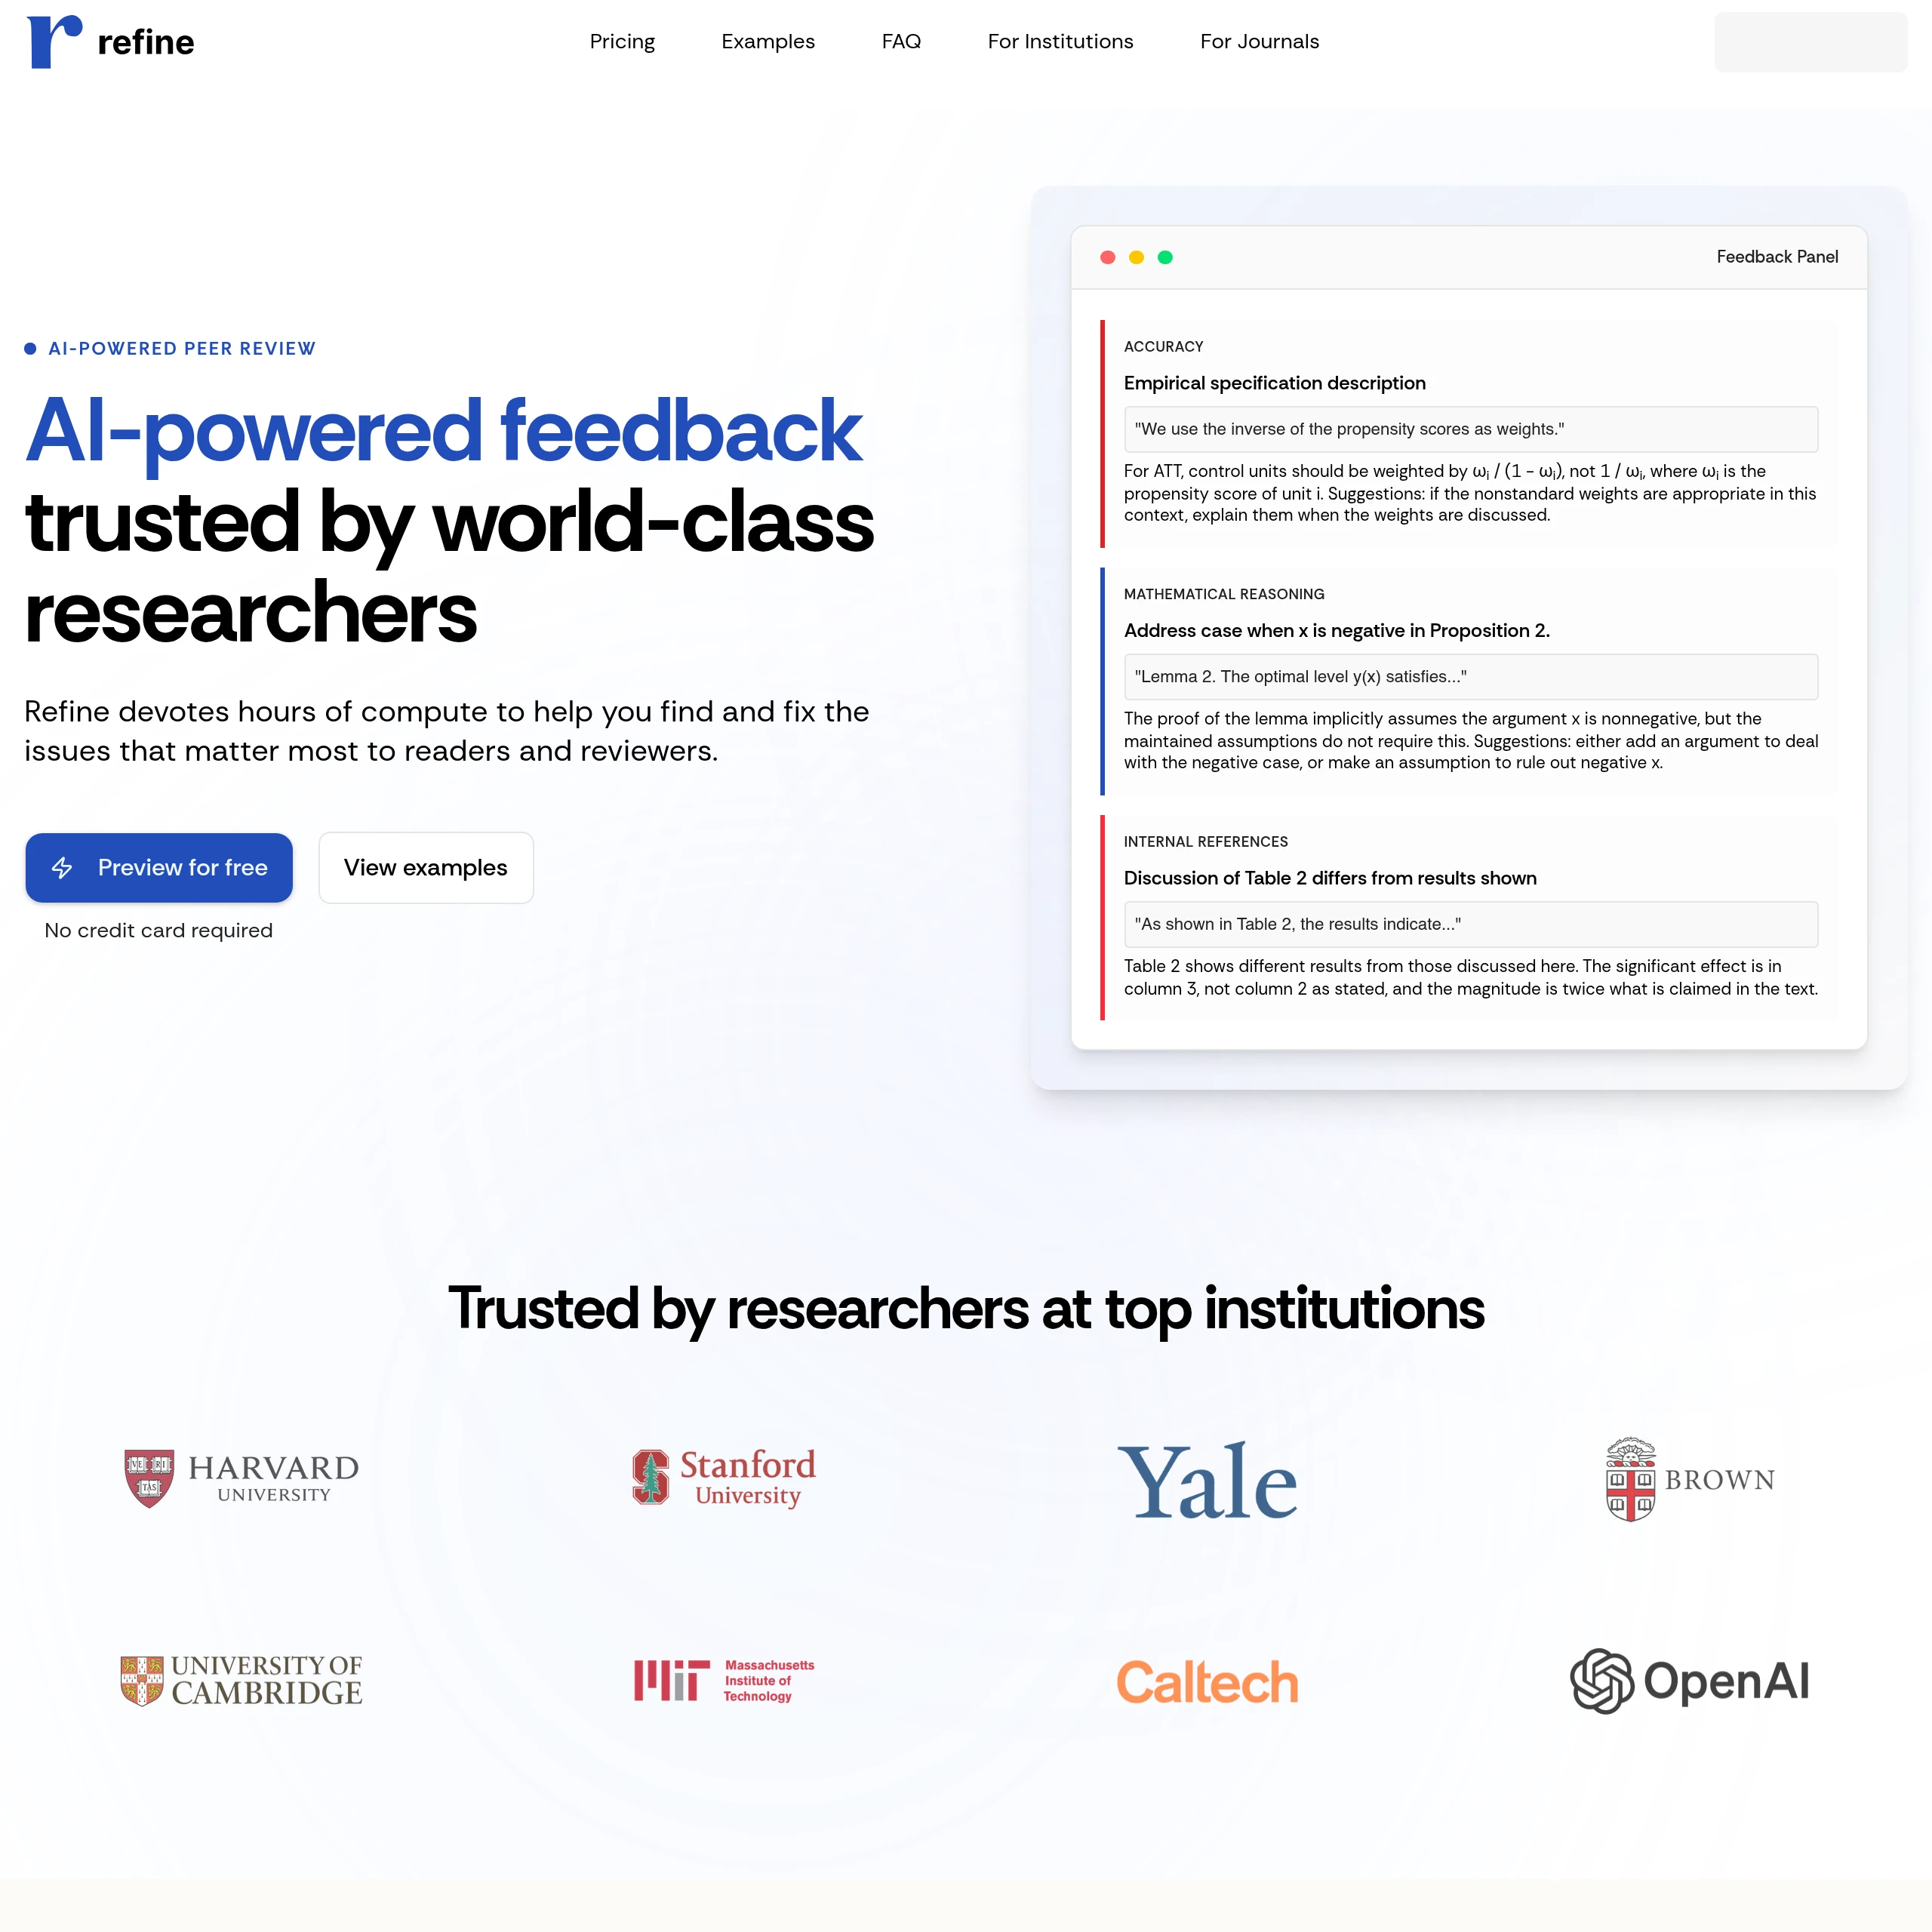 refine
Pricing
Examples
FAQ
For Institutions
For Journals
AI-POWERED PEER REVIEW
AI-powered feedback
trusted by world-class
researchers
Refine devotes hours of compute to help you find and fix the
issues that matter most to readers and reviewers.
Preview for free
View examples
No credit card required
Feedback Panel
ACCURACY
Empirical specification description
"We use the inverse of the propensity scores as weights."
For ATT, control units should be weighted by ωᵢ / (1 - ωᵢ), not 1 / ωᵢ, where ωᵢ is the
propensity score of unit i. Suggestions: if the nonstandard weights are appropriate in this
context, explain them when the weights are discussed.
MATHEMATICAL REASONING
Address case when x is negative in Proposition 2.
"Lemma 2. The optimal level y(x) satisfies..."
The proof of the lemma implicitly assumes the argument x is nonnegative, but the
maintained assumptions do not require this. Suggestions: either add an argument to deal
with the negative case, or make an assumption to rule out negative x.
INTERNAL REFERENCES
Discussion of Table 2 differs from results shown
"As shown in Table 2, the results indicate..."
Table 2 shows different results from those discussed here. The significant effect is in
column 3, not column 2 as stated, and the magnitude is twice what is claimed in the text.
Trusted by researchers at top institutions
VE RI
TAS
HARVARD
UNIVERSITY
Stanford
University
Yale
BROWN
UNIVERSITY OF
CAMBRIDGE
MIT
Massachusetts
Institute of
Technology
Caltech
OpenAI